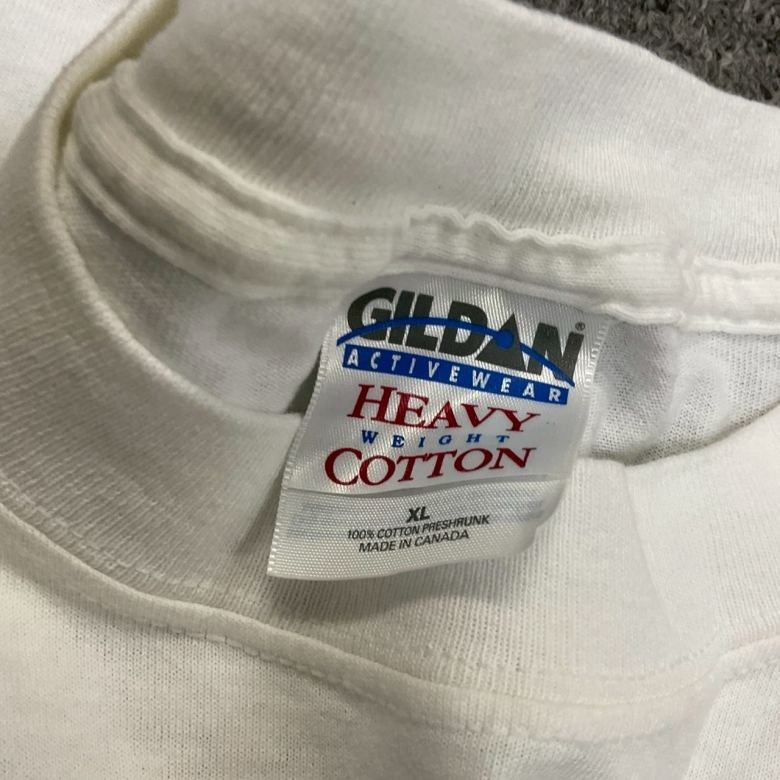 GILDAN®
ACTIVEWEAR
HEAVY
WEIGHT
COTTON
XL
100% COTTON PRESHRUNK
MADE IN CANADA